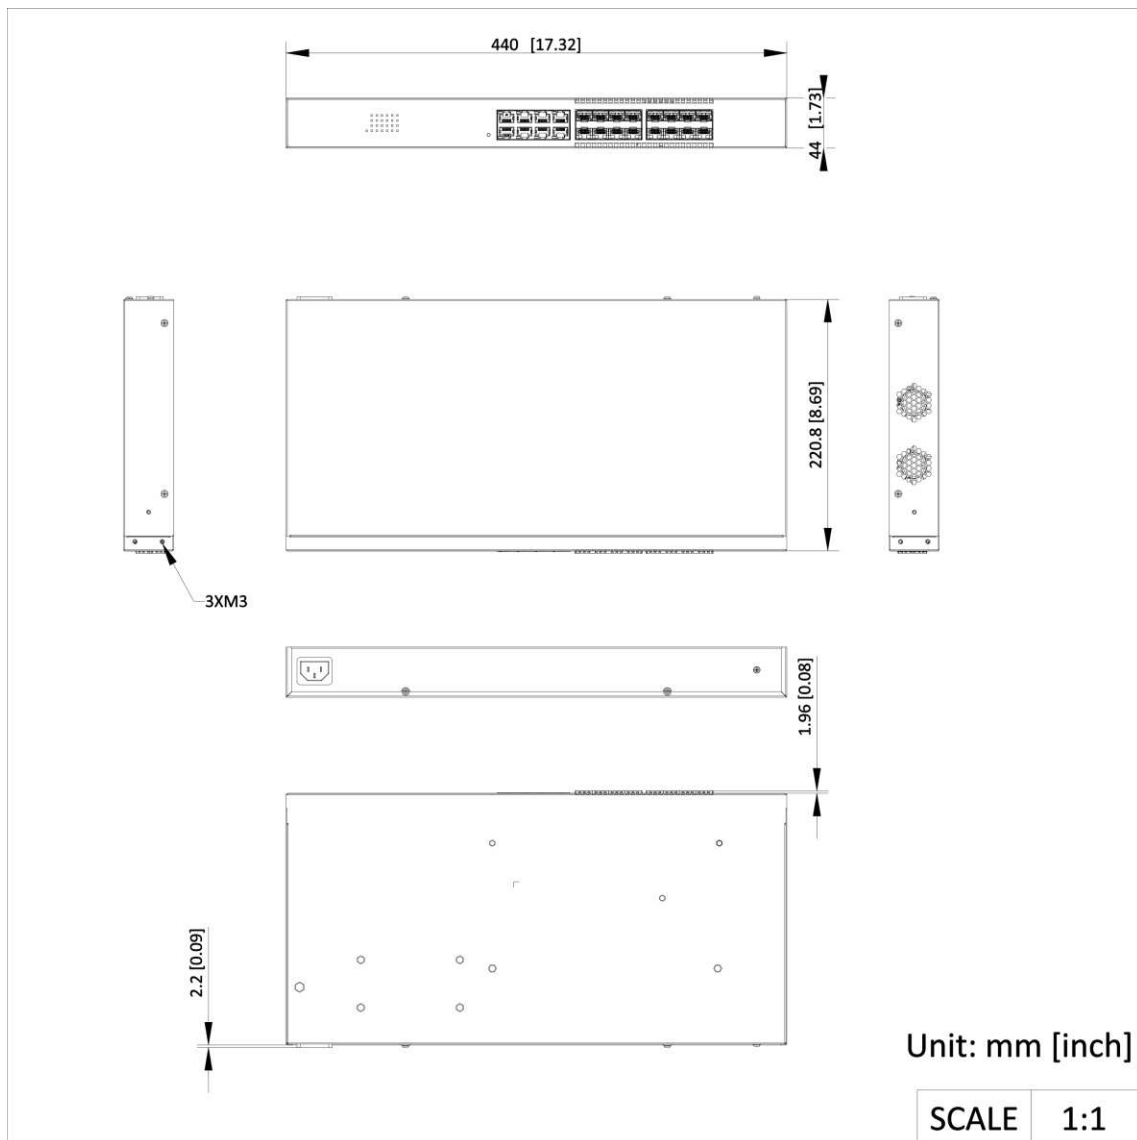 440 [17.32]
44 [1.73]
220.8 [8.69]
3XM3
1.96 [0.08]
2.2 [0.09]
Unit: mm [inch]
SCALE 1:1